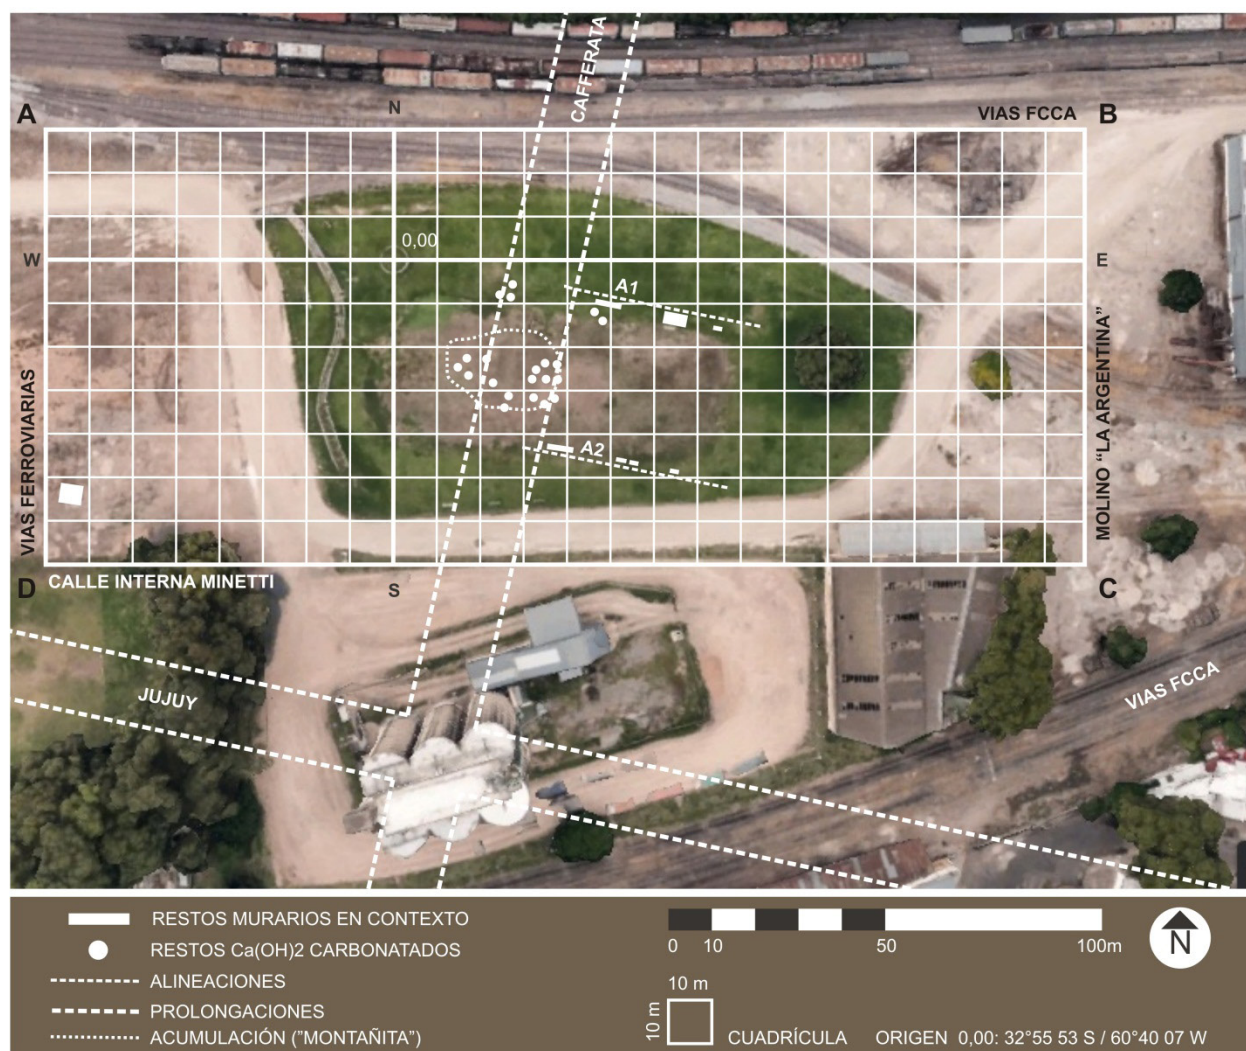 CAFFERATA
A
N
VIAS FCCA
B
W
0,00
E
A1
A2
VIAS FERROVIARIAS
MOLINO “LA ARGENTINA”
CALLE INTERNA MINETTI
D
S
C
JUJUY
VIAS FCCA
RESTOS MURARIOS EN CONTEXTO
RESTOS Ca(OH)2 CARBONATADOS
ALINEACIONES
PROLONGACIONES
ACUMULACIÓN (”MONTAÑITA”)
0 10 50 100m
N
10 m
10 m
CUADRÍCULA ORIGEN 0,00: 32°55 53 S / 60°40 07 W